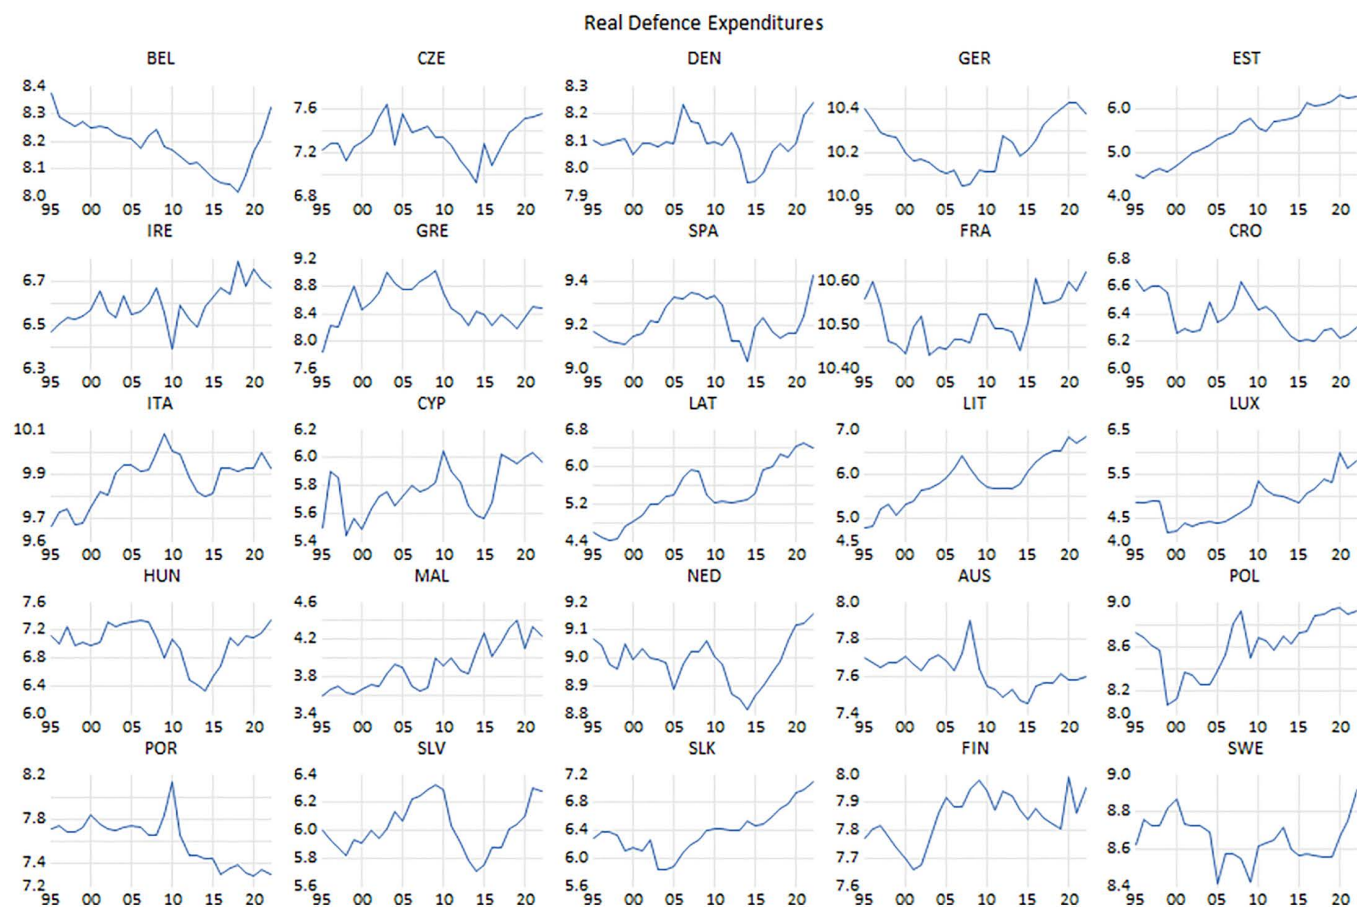 Real Defence Expenditures
BEL CZE DEN GER EST
8.4 7.6 8.3 10.4 6.0
8.3 7.2 8.2 10.2 5.0
8.2 6.8 8.1 10.0 4.0
8.1 8.0
8.0 7.9
95 00 05 10 15 20 95 00 05 10 15 20 95 00 05 10 15 20 95 00 05 10 15 20 95 00 05 10 15 20
IRE GRE SPA FRA CRO
6.7 9.2 9.4 10.60 6.8
6.5 8.8 9.2 10.50 6.6
6.3 8.4 9.0 10.40 6.4
8.0 6.2
7.6 6.0
95 00 05 10 15 20 95 00 05 10 15 20 95 00 05 10 15 20 95 00 05 10 15 20 95 00 05 10 15 20
ITA CYP LAT LIT LUX
10.1 6.2 6.8 7.0 6.5
9.9 6.0 6.0 6.0 5.5
9.7 5.8 5.2 5.0 4.5
9.6 5.6 4.4 4.5 4.0
5.4
95 00 05 10 15 20 95 00 05 10 15 20 95 00 05 10 15 20 95 00 05 10 15 20 95 00 05 10 15 20
HUN MAL NED AUS POL
7.6 4.6 9.2 8.0 9.0
7.2 4.2 9.1 7.8 8.6
6.8 3.8 9.0 7.6 8.2
6.4 3.4 8.9 7.4 8.0
6.0 8.8
95 00 05 10 15 20 95 00 05 10 15 20 95 00 05 10 15 20 95 00 05 10 15 20 95 00 05 10 15 20
POR SLV SLK FIN SWE
8.2 6.4 7.2 8.0 9.0
7.8 6.2 6.8 7.9 8.8
7.4 6.0 6.4 7.8 8.6
7.2 5.8 6.0 7.7 8.4
5.6 5.6 7.6
95 00 05 10 15 20 95 00 05 10 15 20 95 00 05 10 15 20 95 00 05 10 15 20 95 00 05 10 15 20